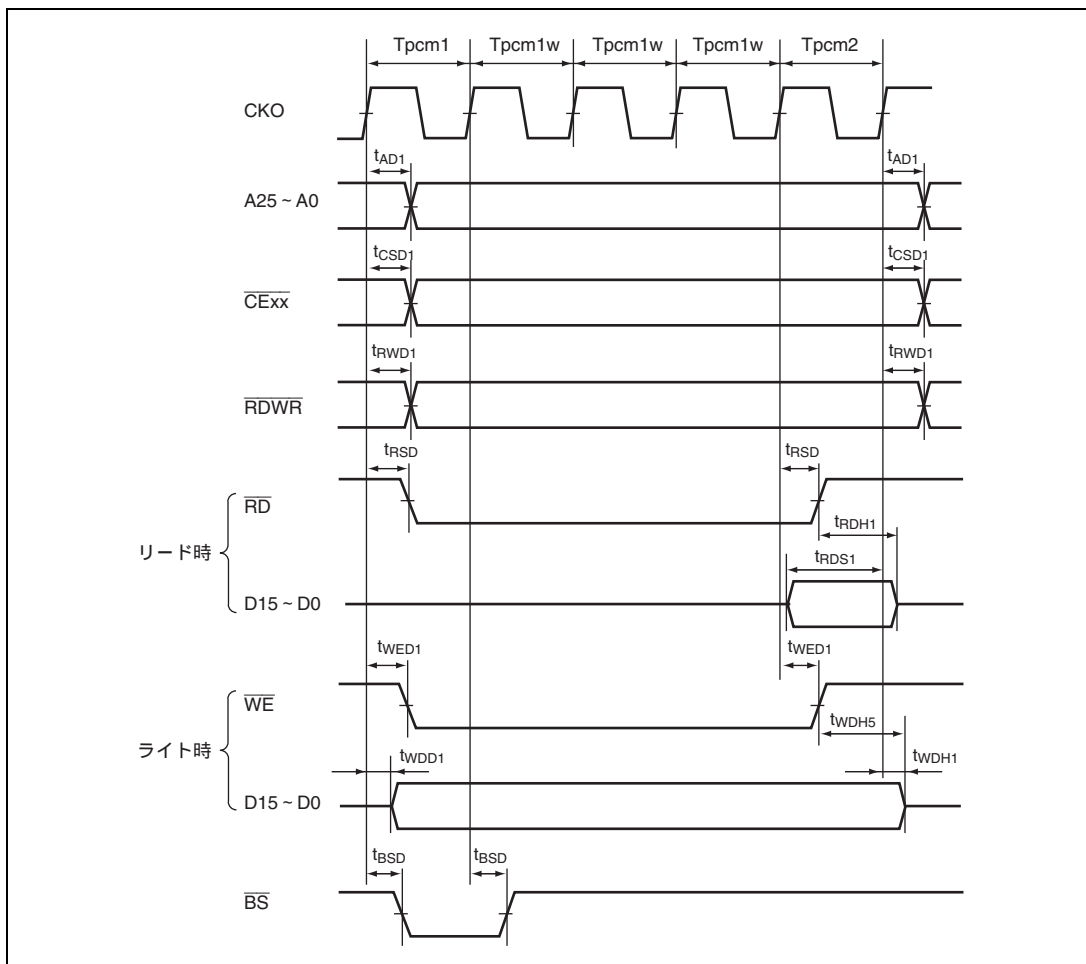 Tpcm1 Tpcm1w Tpcm1w Tpcm1w Tpcm2
CKO
tAD1 tAD1
A25 ~ A0
tCSD1 tCSD1
CExx
tRWD1 tRWD1
RDWR
tRSD tRSD
RD
tRDH1
リード時
tRDS1
D15 ~ D0
tWED1 tWED1
WE
tWDH5
ライト時
tWDD1 tWDH1
D15 ~ D0
tBSD tBSD
BS